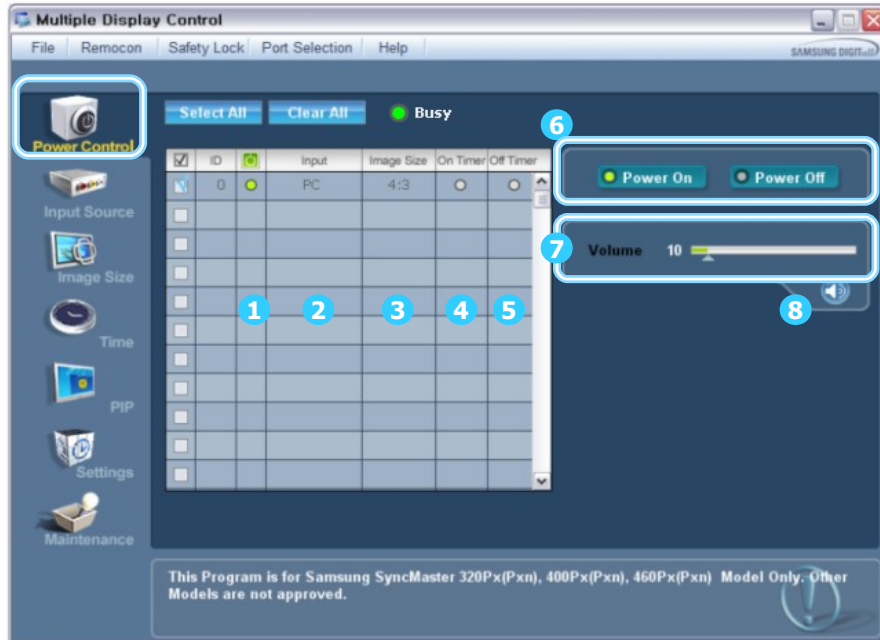 Multiple Display Control
File Remocon Safety Lock Port Selection Help
SAMSUNG DIGITall
Select All Clear All Busy
6
Power Control
ID Input Image Size On Timer Off Timer
0 PC 4:3
Power On Power Off
Input Source
7 Volume 10
Image Size
1 2 3 4 5 8
Time
PIP
Settings
Maintenance
This Program is for Samsung SyncMaster 320Px(Pxn), 400Px(Pxn), 460Px(Pxn) Model Only. Other
Models are not approved.